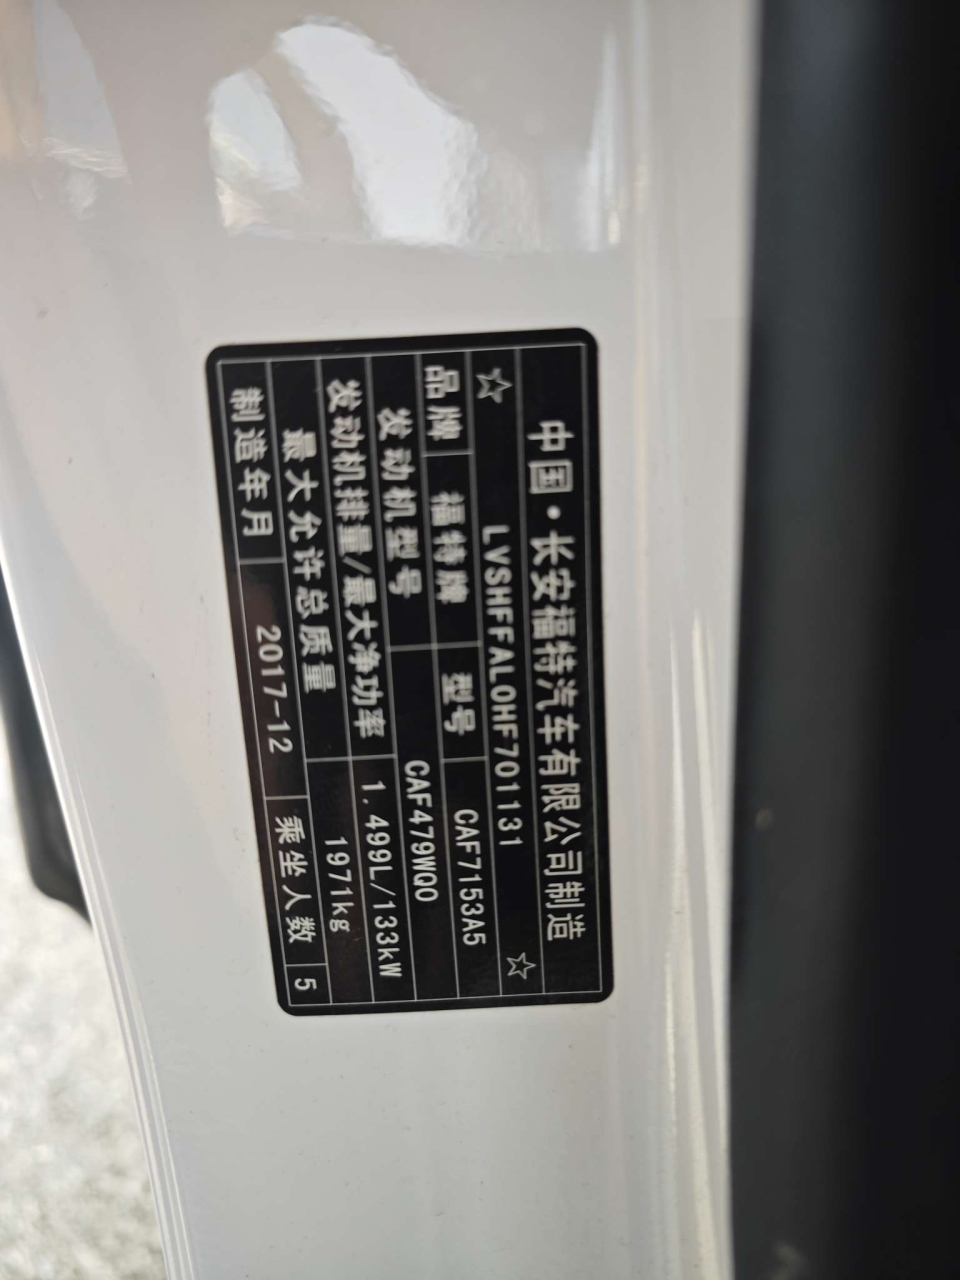 中国·长安福特汽车有限公司制造
☆ LVSHFFAL0HF701131 ☆
品牌 福特牌 型号 CAF7153A5
发动机型号 CAF479WQ0
发动机排量/最大净功率 1.499L/133kW
最大允许总质量 1971kg
制造年月 2017-12 乘坐人数 5